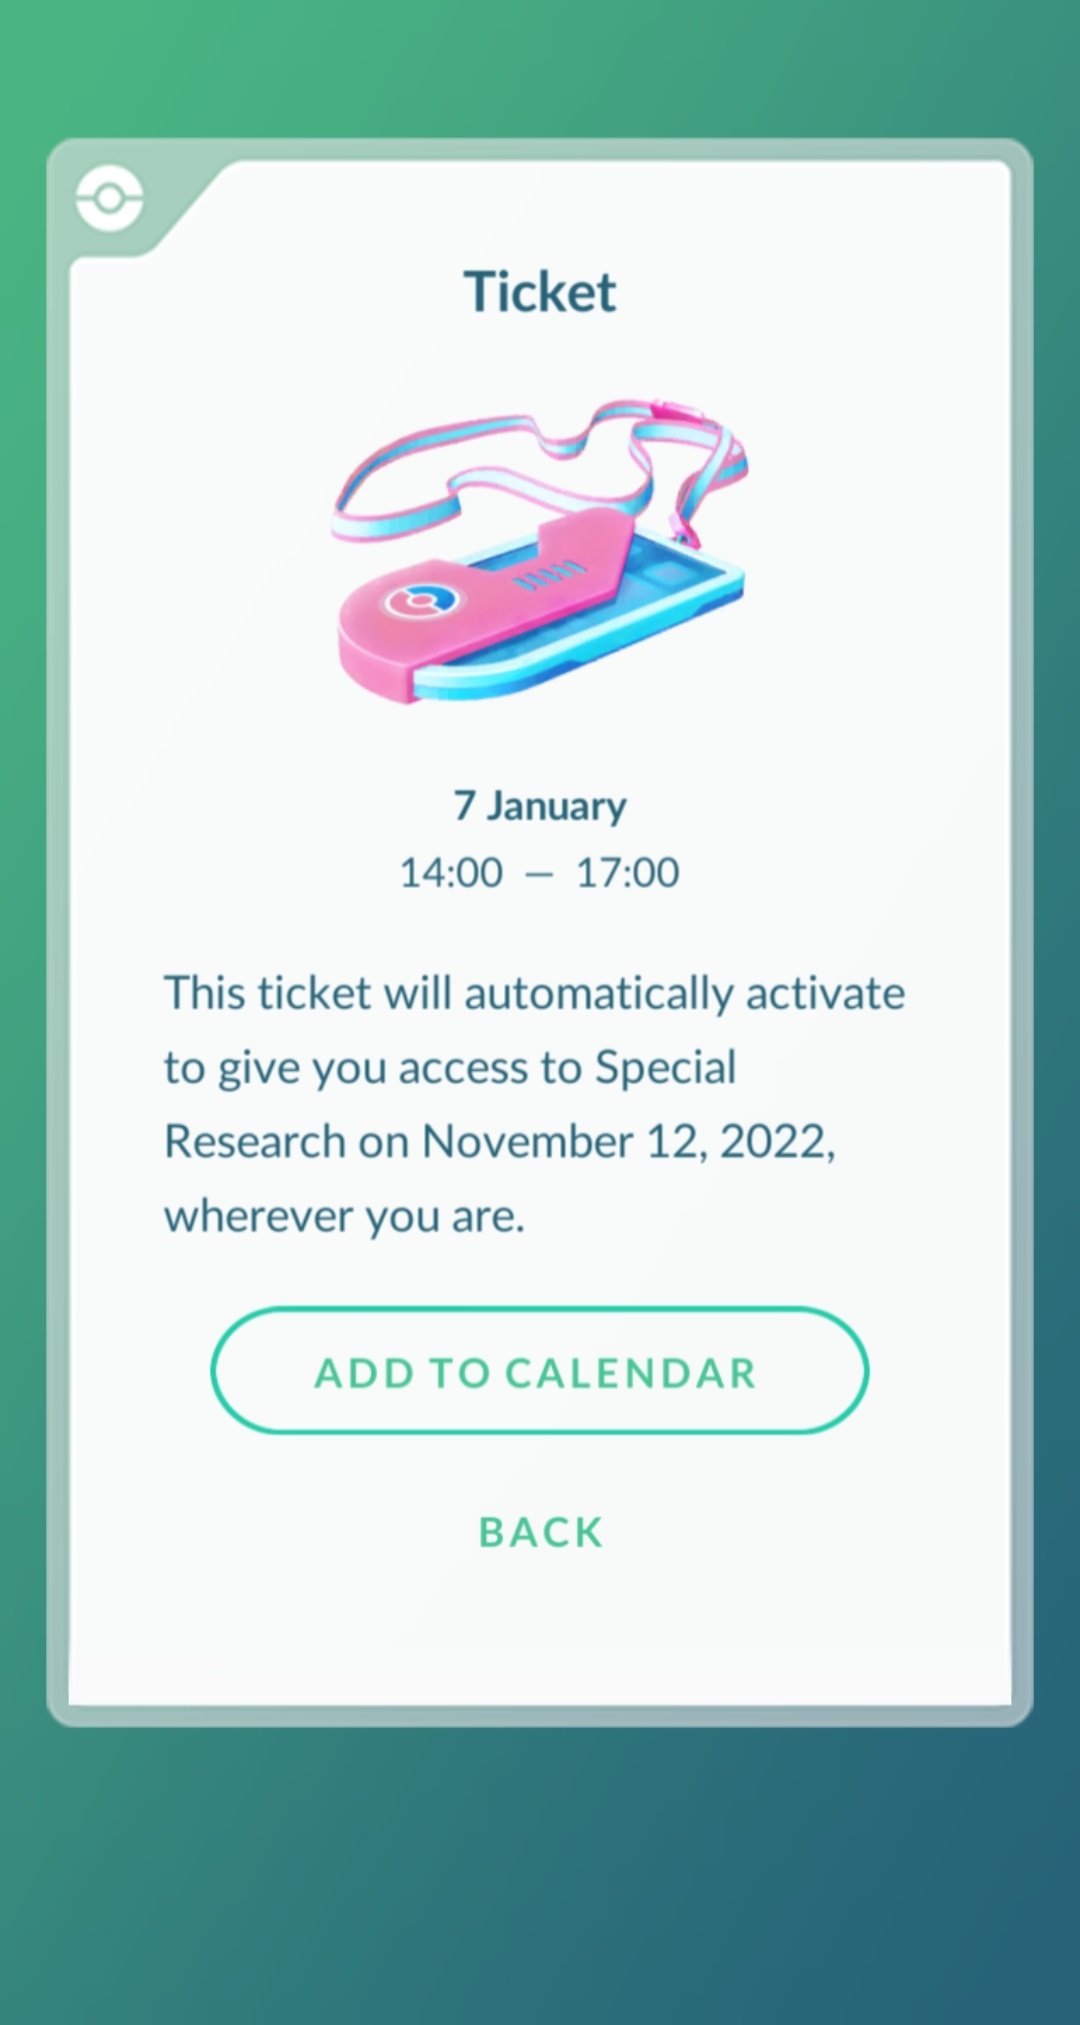 Ticket
7 January
14:00 — 17:00
This ticket will automatically activate
to give you access to Special
Research on November 12, 2022,
wherever you are.
ADD TO CALENDAR
BACK